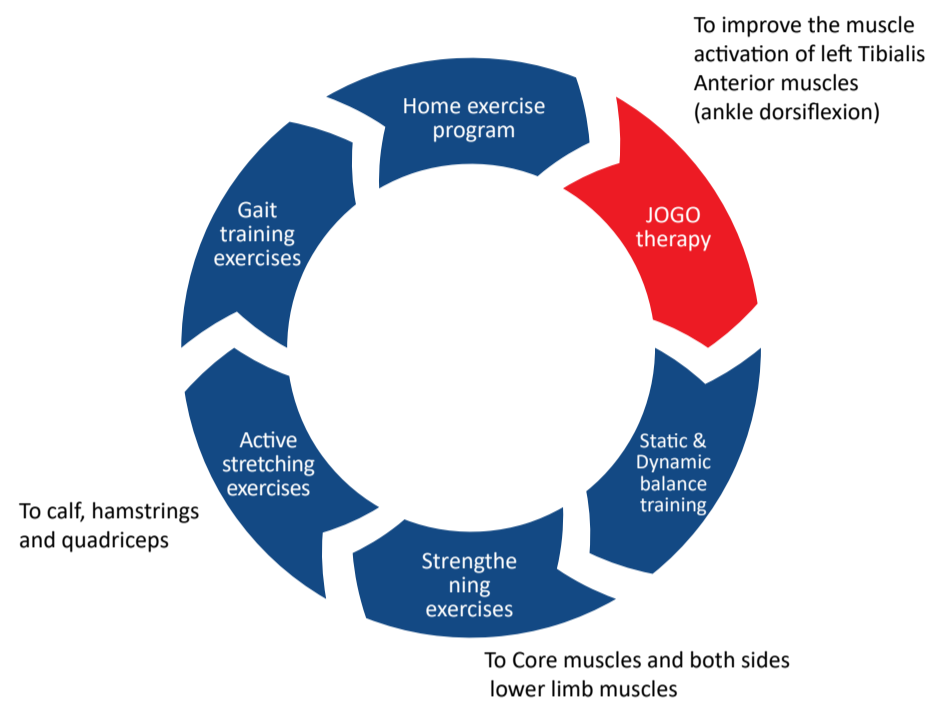 To improve the muscle
activation of left Tibialis
Anterior muscles
(ankle dorsiflexion)
Home exercise
program
JOGO
therapy
Static &
Dynamic
balance
training
Strengthe
ning
exercises
To Core muscles and both sides
lower limb muscles
Active
stretching
exercises
To calf, hamstrings
and quadriceps
Gait
training
exercises